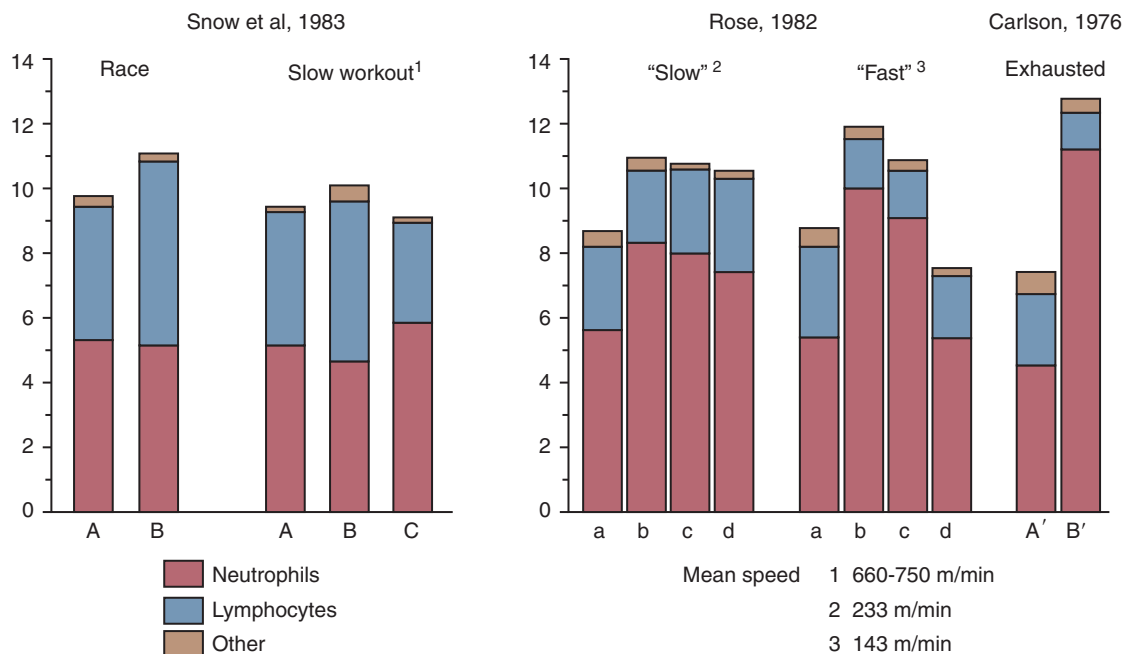 Snow et al, 1983
Rose, 1982
Carlson, 1976
14
12
10
8
6
4
2
0
Race
Slow workout1
A
B
A
B
C
14
12
10
8
6
4
2
0
"Slow" 2
"Fast" 3
Exhausted
a
b
c
d
a
b
c
d
A′
B′
Neutrophils
Lymphocytes
Other
Mean speed 1 660-750 m/min
2 233 m/min
3 143 m/min